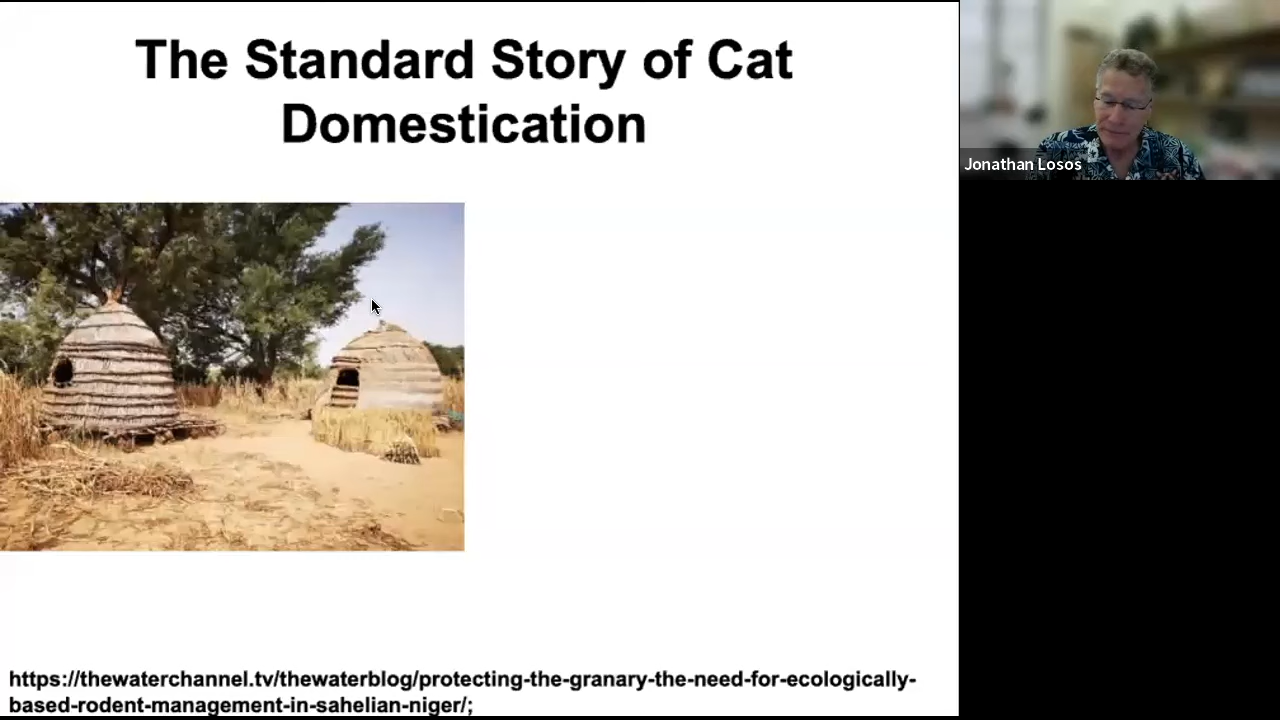 The Standard Story of Cat
Domestication
Jonathan Losos
https://thewaterchannel.tv/thewaterblog/protecting-the-granary-the-need-for-ecologically-
based-rodent-management-in-sahelian-niger/;